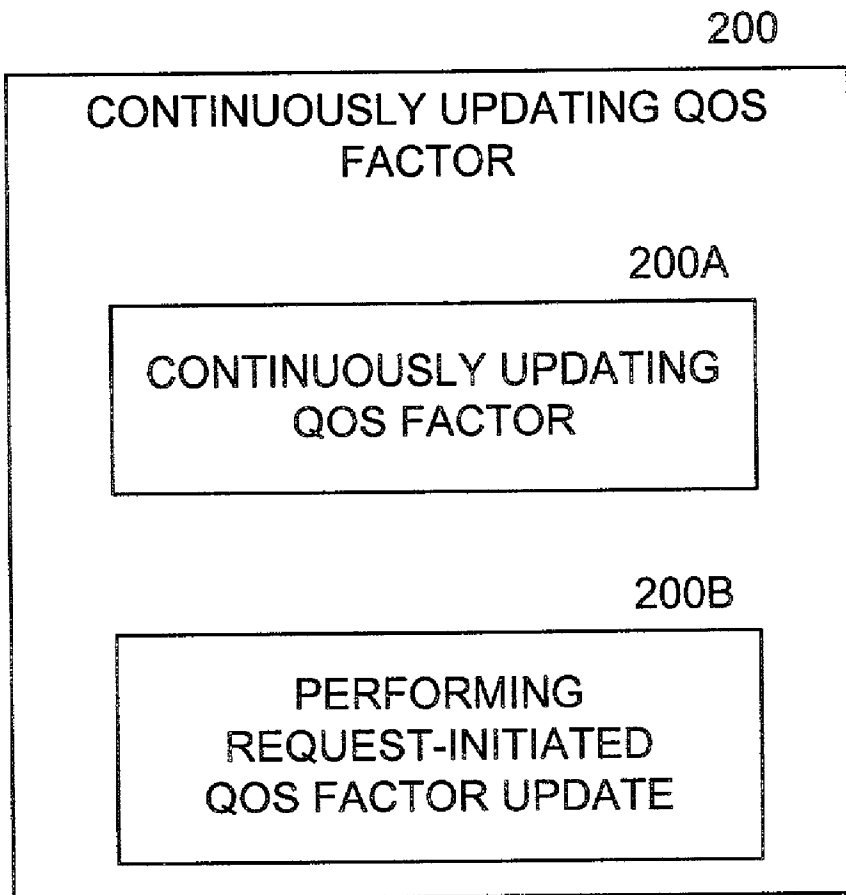 200
CONTINUOUSLY UPDATING QOS
FACTOR
200A
CONTINUOUSLY UPDATING
QOS FACTOR
200B
PERFORMING
REQUEST-INITIATED
QOS FACTOR UPDATE